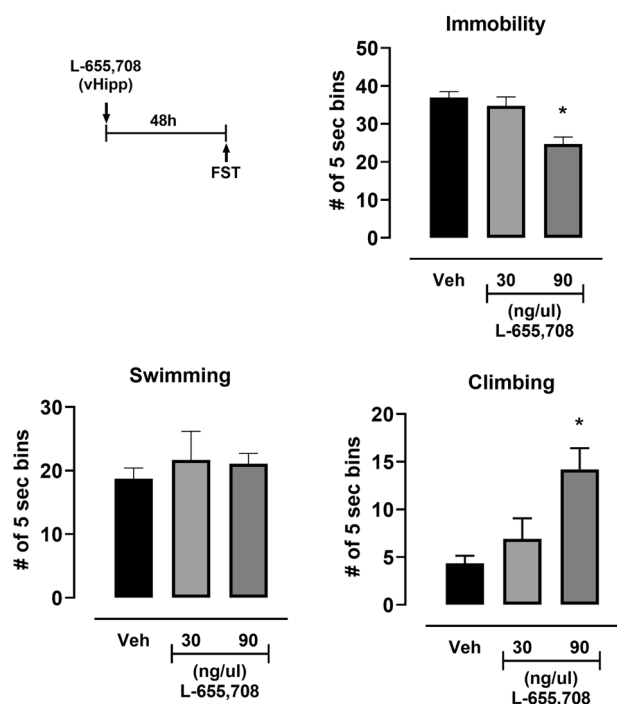 L-655,708
(vHipp)
48h
FST
Immobility
# of 5 sec bins
50
40
30
20
10
0
*
Veh 30 90
(ng/ul)
L-655,708
Swimming
# of 5 sec bins
30
20
10
0
Veh 30 90
(ng/ul)
L-655,708
Climbing
# of 5 sec bins
20
15
10
5
0
*
Veh 30 90
(ng/ul)
L-655,708